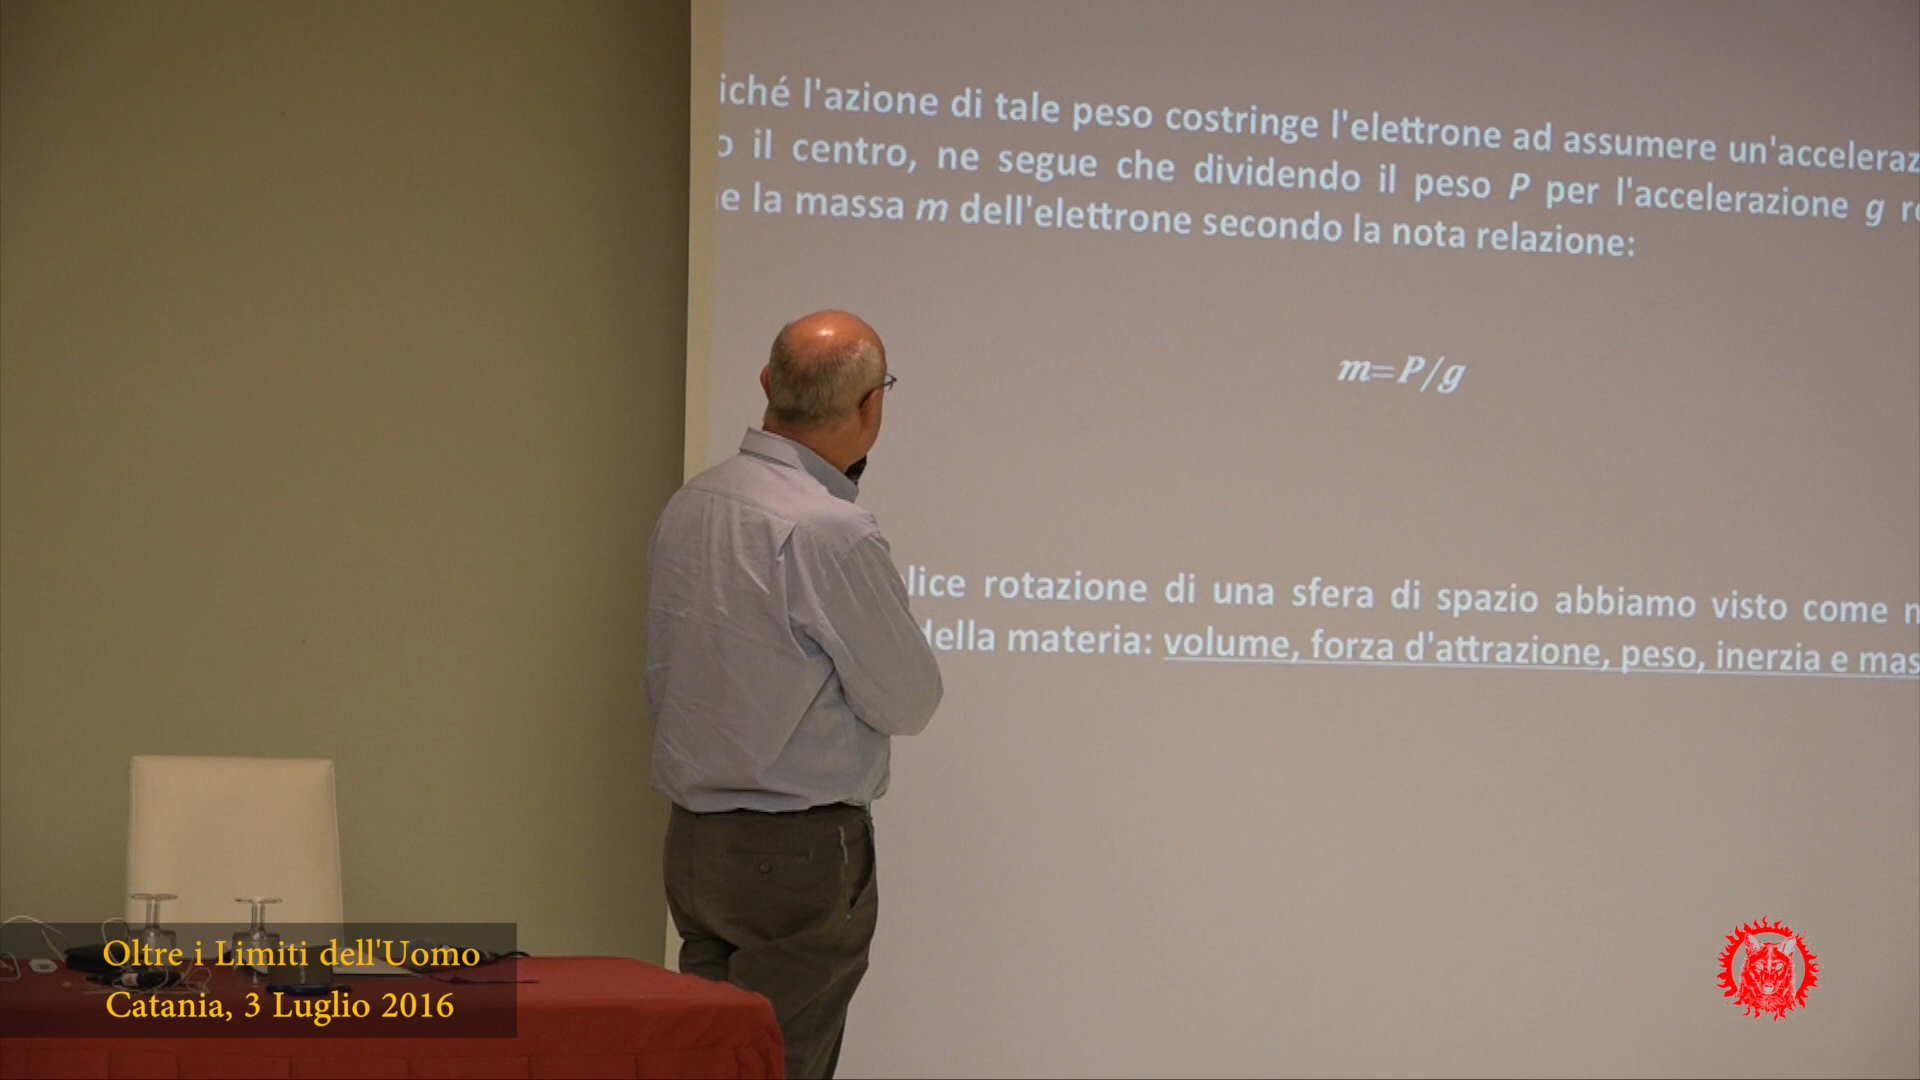 iché l'azione di tale peso costringe l'elettrone ad assumere un'acceleraz
o il centro, ne segue che dividendo il peso P per l'accelerazione g
e la massa m dell'elettrone secondo la nota relazione:
m=P/g
lice rotazione di una sfera di spazio abbiamo visto come n
della materia: volume, forza d'attrazione, peso, inerzia e mas
Oltre i Limiti dell'Uomo
Catania, 3 Luglio 2016